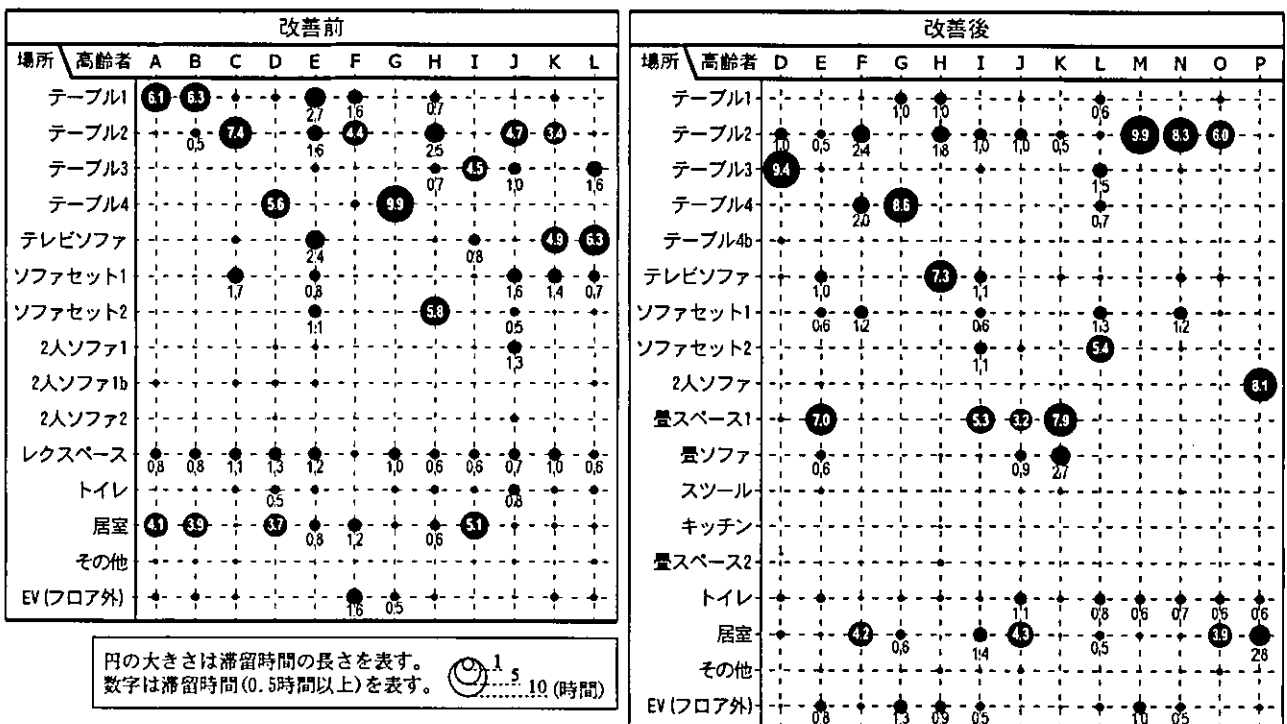 改善前
場所 高齢者 A B C D E F G H I J K L
テーブル1 6.1 6.3 2.7 1.6 0.7
テーブル2 0.5 7.4 1.6 4.4 2.5 4.7 3.4
テーブル3 0.7 4.5 1.0 1.6
テーブル4 5.6 9.9
テレビソファ 2.4 0.8 4.9 6.3
ソファセット1 1.7 0.8 1.6 1.4 0.7
ソファセット2 1.1 5.8 0.5
2人ソファ1 1.3
2人ソファ1b
2人ソファ2
レクスペース 0.8 0.8 1.1 1.3 1.2 1.0 0.6 0.6 0.7 1.0 0.6
トイレ 0.5 0.8
居室 4.1 3.9 3.7 0.8 1.2 0.6 5.1
その他
EV(フロア外) 1.6 0.5
円の大きさは滞留時間の長さを表す。
数字は滞留時間(0.5時間以上)を表す。
1
5
10 (時間)
改善後
場所 高齢者 D E F G H I J K L M N O P
テーブル1 1.0 1.0 0.6
テーブル2 1.0 0.5 2.4 1.8 1.0 1.0 0.5 9.9 8.3 6.0
テーブル3 9.4 1.5
テーブル4 2.0 8.6 0.7
テーブル4b
テレビソファ 1.0 7.3 1.1
ソファセット1 0.6 1.2 0.6 1.3 1.2
ソファセット2 1.1 5.4
2人ソファ 8.1
畳スペース1 7.0 5.3 3.2 7.9
畳ソファ 0.6 0.9 2.7
スツール
キッチン
畳スペース2
トイレ 1.1 0.8 0.6 0.7 0.6 0.6
居室 4.2 0.6 1.4 4.3 0.5 3.9 2.8
その他
EV(フロア外) 0.8 1.3 0.9 0.5 1.0 0.5